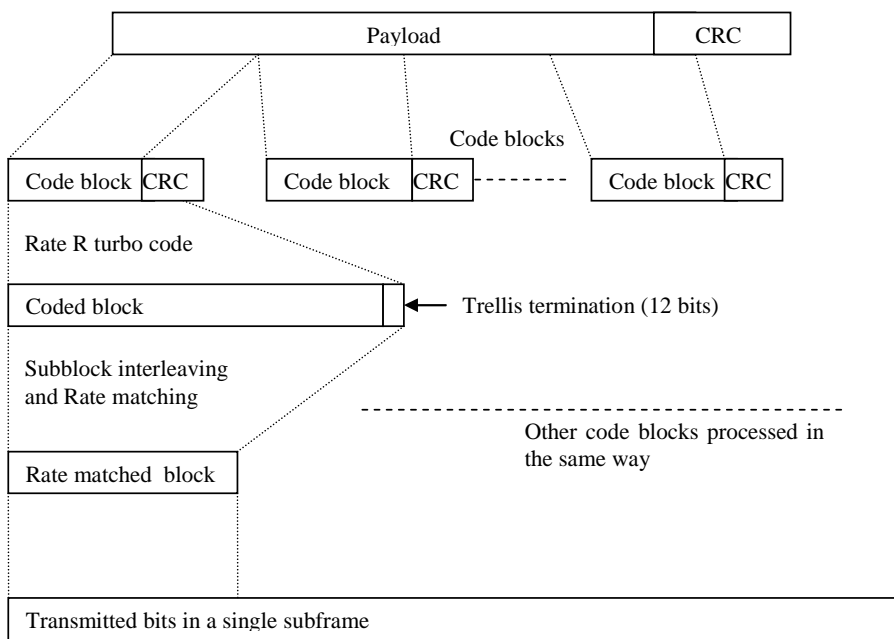 Payload
CRC
Code blocks
Code block
CRC
Code block
CRC
Code block
CRC
Rate R turbo code
Coded block
Trellis termination (12 bits)
Subblock interleaving
and Rate matching
Other code blocks processed in
the same way
Rate matched block
Transmitted bits in a single subframe